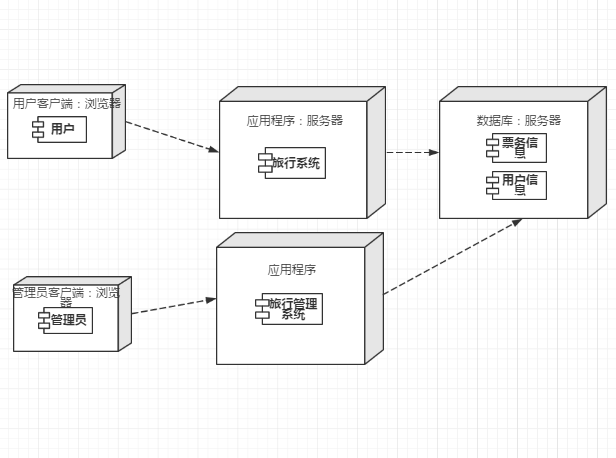 用户客户端：浏览器
用户
应用程序：服务器
旅行系统
数据库：服务器
票务信
息
用户信
息
管理员客户端：浏览
器
管理员
应用程序
旅行管理
系统